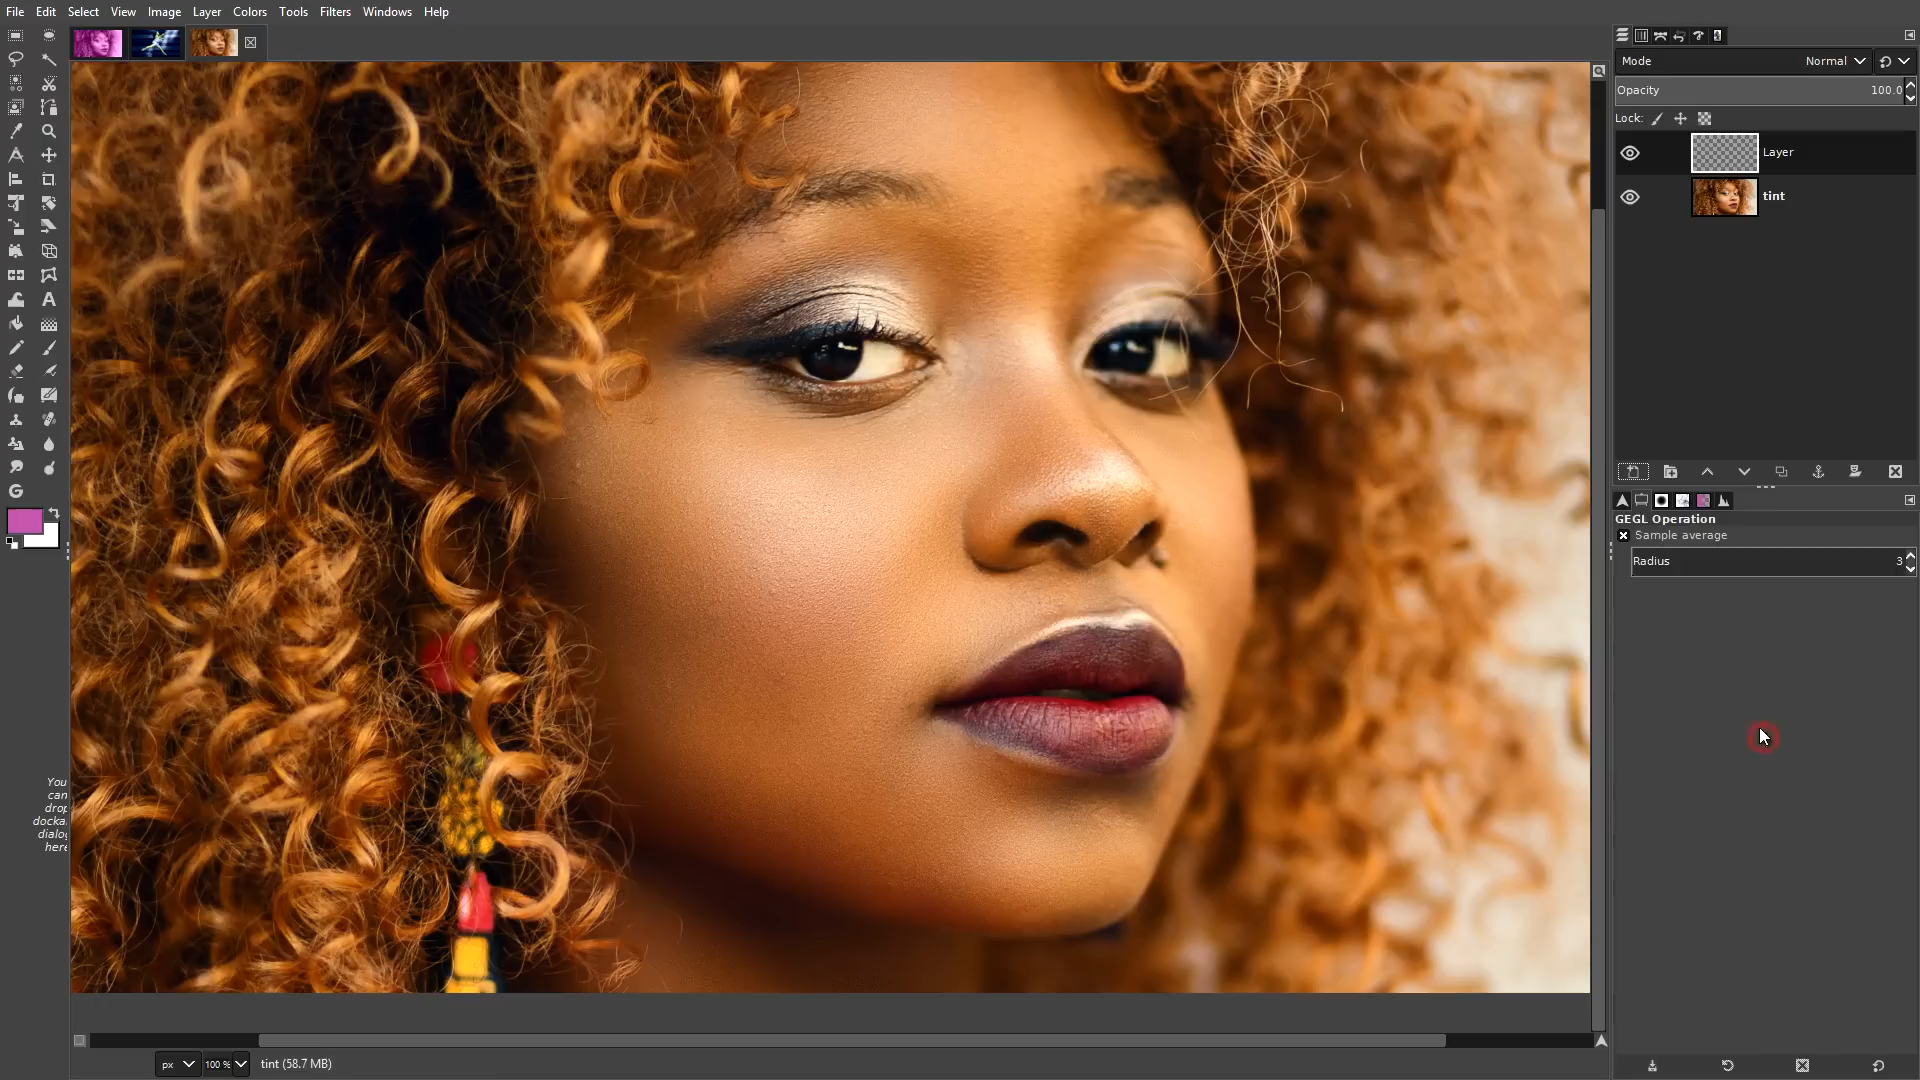 File Edit Select View Image Layer Colors Tools Filters Windows Help
Mode Normal
Opacity 100.0
Lock:
Layer
tint
GEGL Operation
Sample average
Radius 3
You
can
drop
docka
dialog
here
px 100 % tint (58.7 MB)